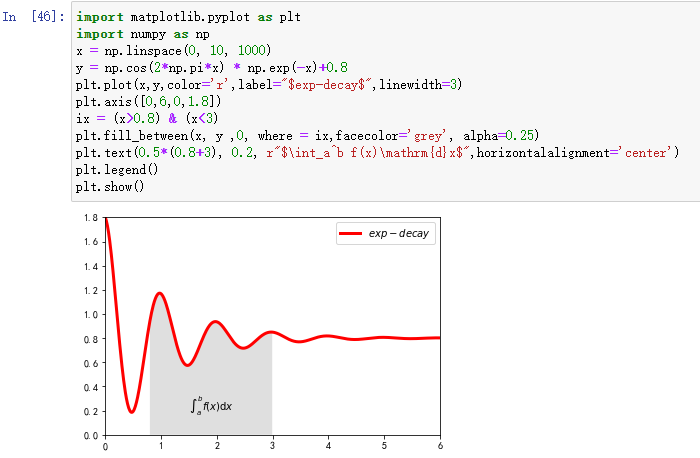 In [46]:
import matplotlib.pyplot as plt
import numpy as np
x = np.linspace(0, 10, 1000)
y = np.cos(2*np.pi*x) * np.exp(-x)+0.8
plt.plot(x,y,color='r',label="$exp-decay$",linewidth=3)
plt.axis([0,6,0,1.8])
ix = (x>0.8) & (x<3)
plt.fill_between(x, y ,0, where = ix,facecolor='grey', alpha=0.25)
plt.text(0.5*(0.8+3), 0.2, r"$\int_a^b f(x)\mathrm{d}x$",horizontalalignment='center')
plt.legend()
plt.show()
1.8
exp − decay
1.6
1.4
1.2
1.0
0.8
0.6
0.4
∫_a^b f(x)dx
0.2
0.0
0 1 2 3 4 5 6